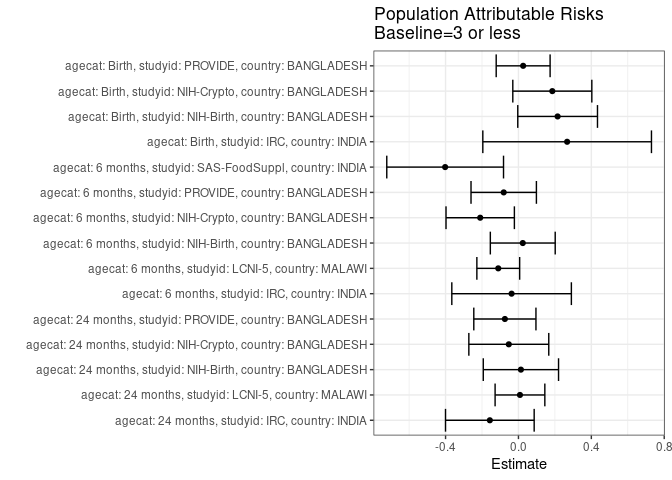 Population Attributable Risks
Baseline=3 or less
agecat: Birth, studyid: PROVIDE, country: BANGLADESH
agecat: Birth, studyid: NIH-Crypto, country: BANGLADESH
agecat: Birth, studyid: NIH-Birth, country: BANGLADESH
agecat: Birth, studyid: IRC, country: INDIA
agecat: 6 months, studyid: SAS-FoodSuppl, country: INDIA
agecat: 6 months, studyid: PROVIDE, country: BANGLADESH
agecat: 6 months, studyid: NIH-Crypto, country: BANGLADESH
agecat: 6 months, studyid: NIH-Birth, country: BANGLADESH
agecat: 6 months, studyid: LCNI-5, country: MALAWI
agecat: 6 months, studyid: IRC, country: INDIA
agecat: 24 months, studyid: PROVIDE, country: BANGLADESH
agecat: 24 months, studyid: NIH-Crypto, country: BANGLADESH
agecat: 24 months, studyid: NIH-Birth, country: BANGLADESH
agecat: 24 months, studyid: LCNI-5, country: MALAWI
agecat: 24 months, studyid: IRC, country: INDIA
-0.4 0.0 0.4 0.8
Estimate